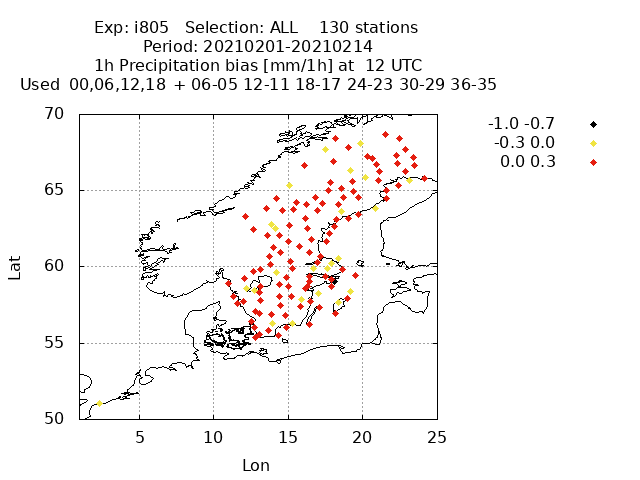 Exp: i805 Selection: ALL 130 stations
Period: 20210201-20210214
1h Precipitation bias [mm/1h] at 12 UTC
Used 00,06,12,18 + 06-05 12-11 18-17 24-23 30-29 36-35
-1.0 -0.7
-0.3 0.0
0.0 0.3
70
65
60
55
50
Lat
5 10 15 20 25
Lon